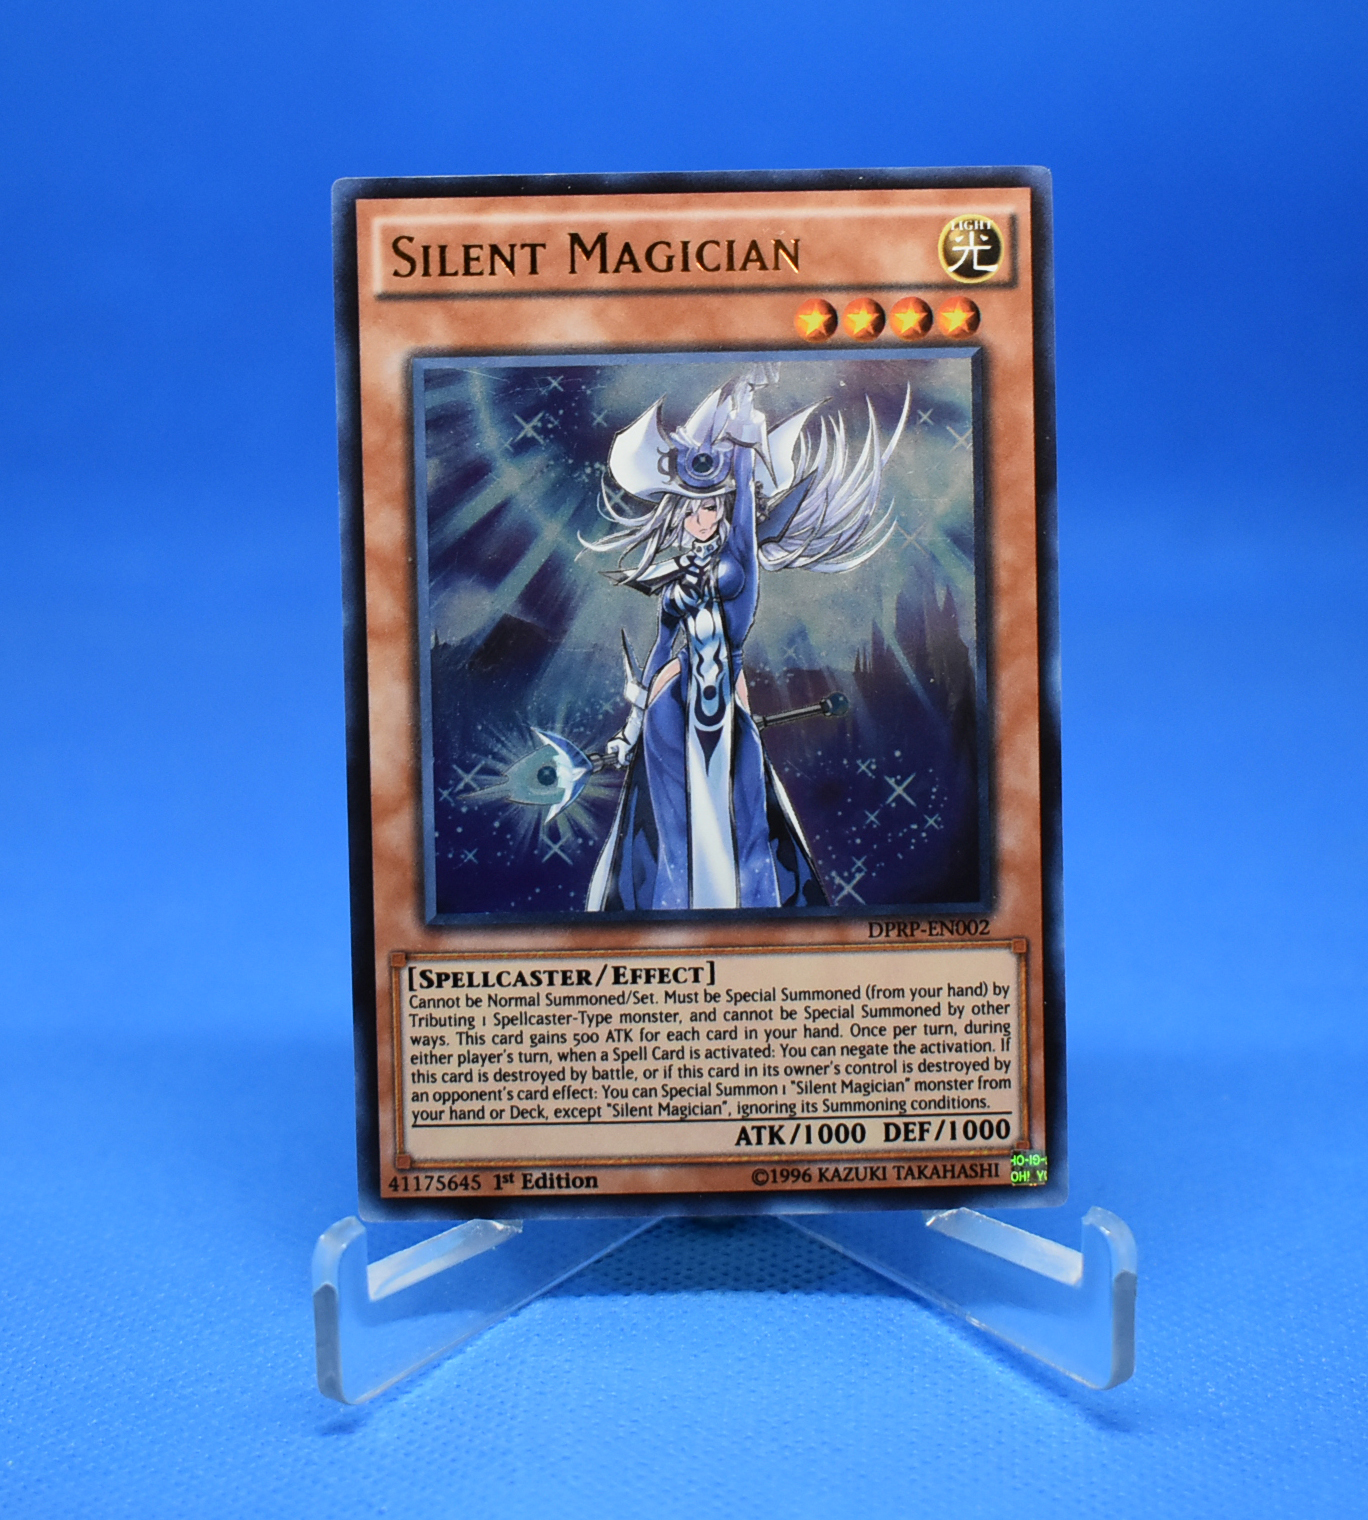 SILENT MAGICIAN
LIGHT
光
DPRP-EN002
[SPELLCASTER/EFFECT]
Cannot be Normal Summoned/Set. Must be Special Summoned (from your hand) by
Tributing 1 Spellcaster-Type monster, and cannot be Special Summoned by other
ways. This card gains 500 ATK for each card in your hand. Once per turn, during
either player's turn, when a Spell Card is activated: You can negate the activation. If
this card is destroyed by battle, or if this card in its owner's control is destroyed by
an opponent's card effect: You can Special Summon 1 "Silent Magician" monster from
your hand or Deck, except "Silent Magician", ignoring its Summoning conditions.
ATK/1000 DEF/1000
41175645 1st Edition
©1996 KAZUKI TAKAHASHI